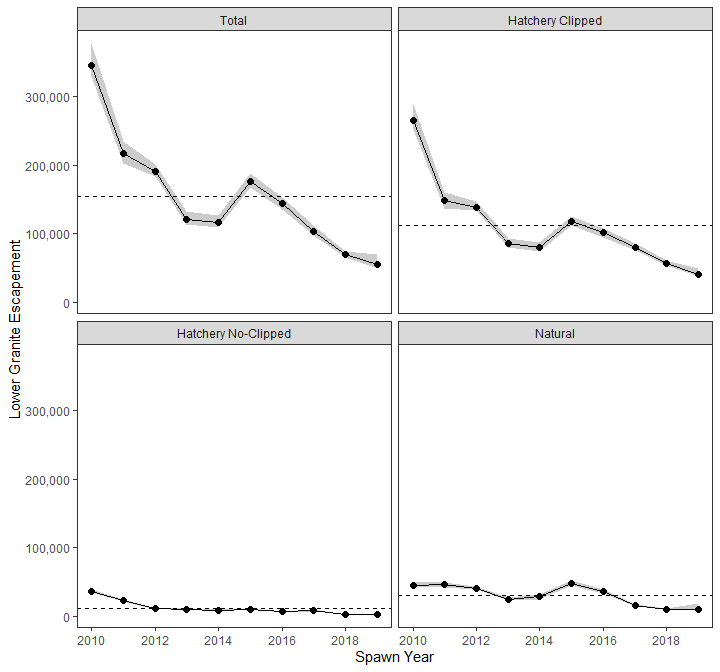 Total
Hatchery Clipped
300,000
200,000
100,000
0
Hatchery No-Clipped
Natural
300,000
200,000
100,000
0
2010 2012 2014 2016 2018
2010 2012 2014 2016 2018
Spawn Year
Lower Granite Escapement